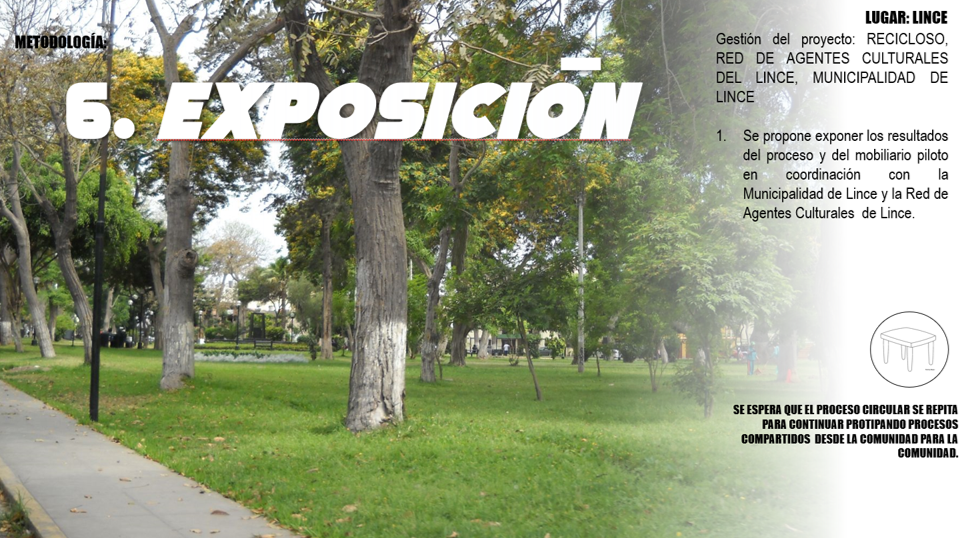 METODOLOGÍA:
6. EXPOSICIÓN
LUGAR: LINCE
Gestión del proyecto: RECICLOSO,
RED DE AGENTES CULTURALES
DEL LINCE, MUNICIPALIDAD DE
LINCE
1. Se propone exponer los resultados
del proceso y del mobiliario piloto
en coordinación con la
Municipalidad de Lince y la Red de
Agentes Culturales de Lince.
SE ESPERA QUE EL PROCESO CIRCULAR SE REPITA
PARA CONTINUAR PROTIPANDO PROCESOS
COMPARTIDOS DESDE LA COMUNIDAD PARA LA
COMUNIDAD.